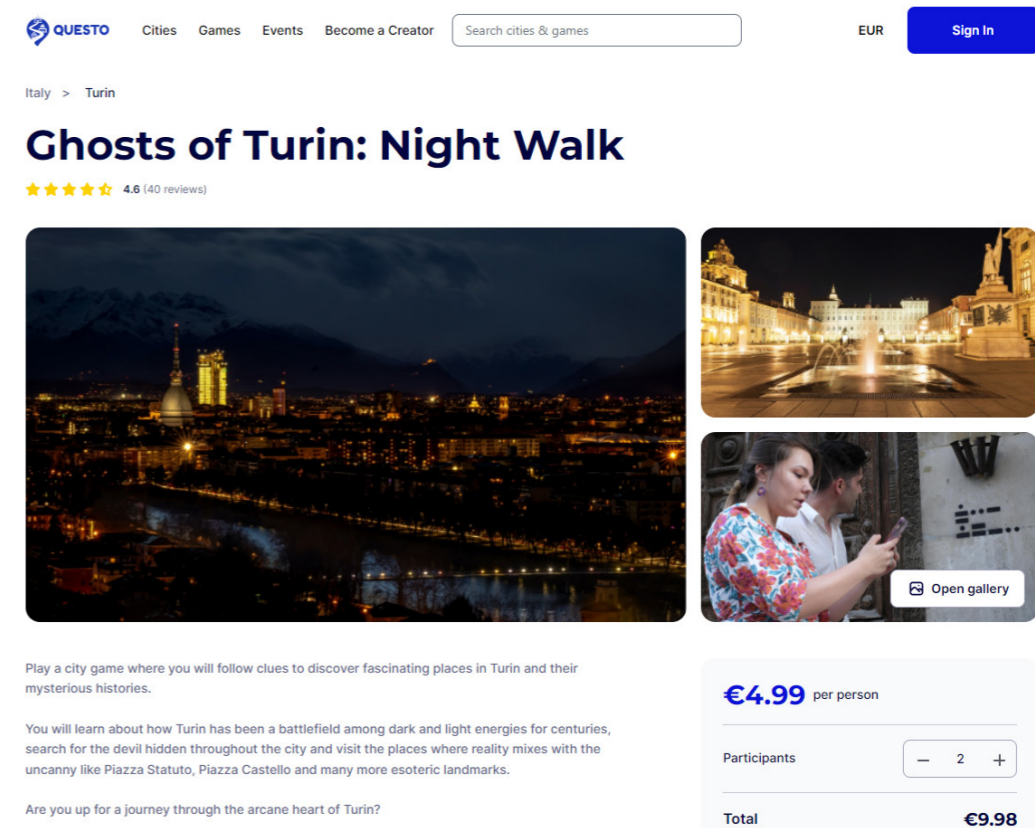 QUESTO
Cities
Games
Events
Become a Creator
Search cities & games
EUR
Sign In
Italy > Turin
Ghosts of Turin: Night Walk
4.6 (40 reviews)
Open gallery
Play a city game where you will follow clues to discover fascinating places in Turin and their
mysterious histories.
You will learn about how Turin has been a battlefield among dark and light energies for centuries,
search for the devil hidden throughout the city and visit the places where reality mixes with the
uncanny like Piazza Statuto, Piazza Castello and many more esoteric landmarks.
Are you up for a journey through the arcane heart of Turin?
€4.99 per person
Participants
− 2 +
Total €9.98